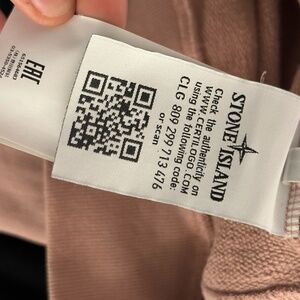 STONE ISLAND
Check the authenticity on
WWW.CERTILOGO.COM
using the following code:
CLG 809 299 713 476
or scan
EAC